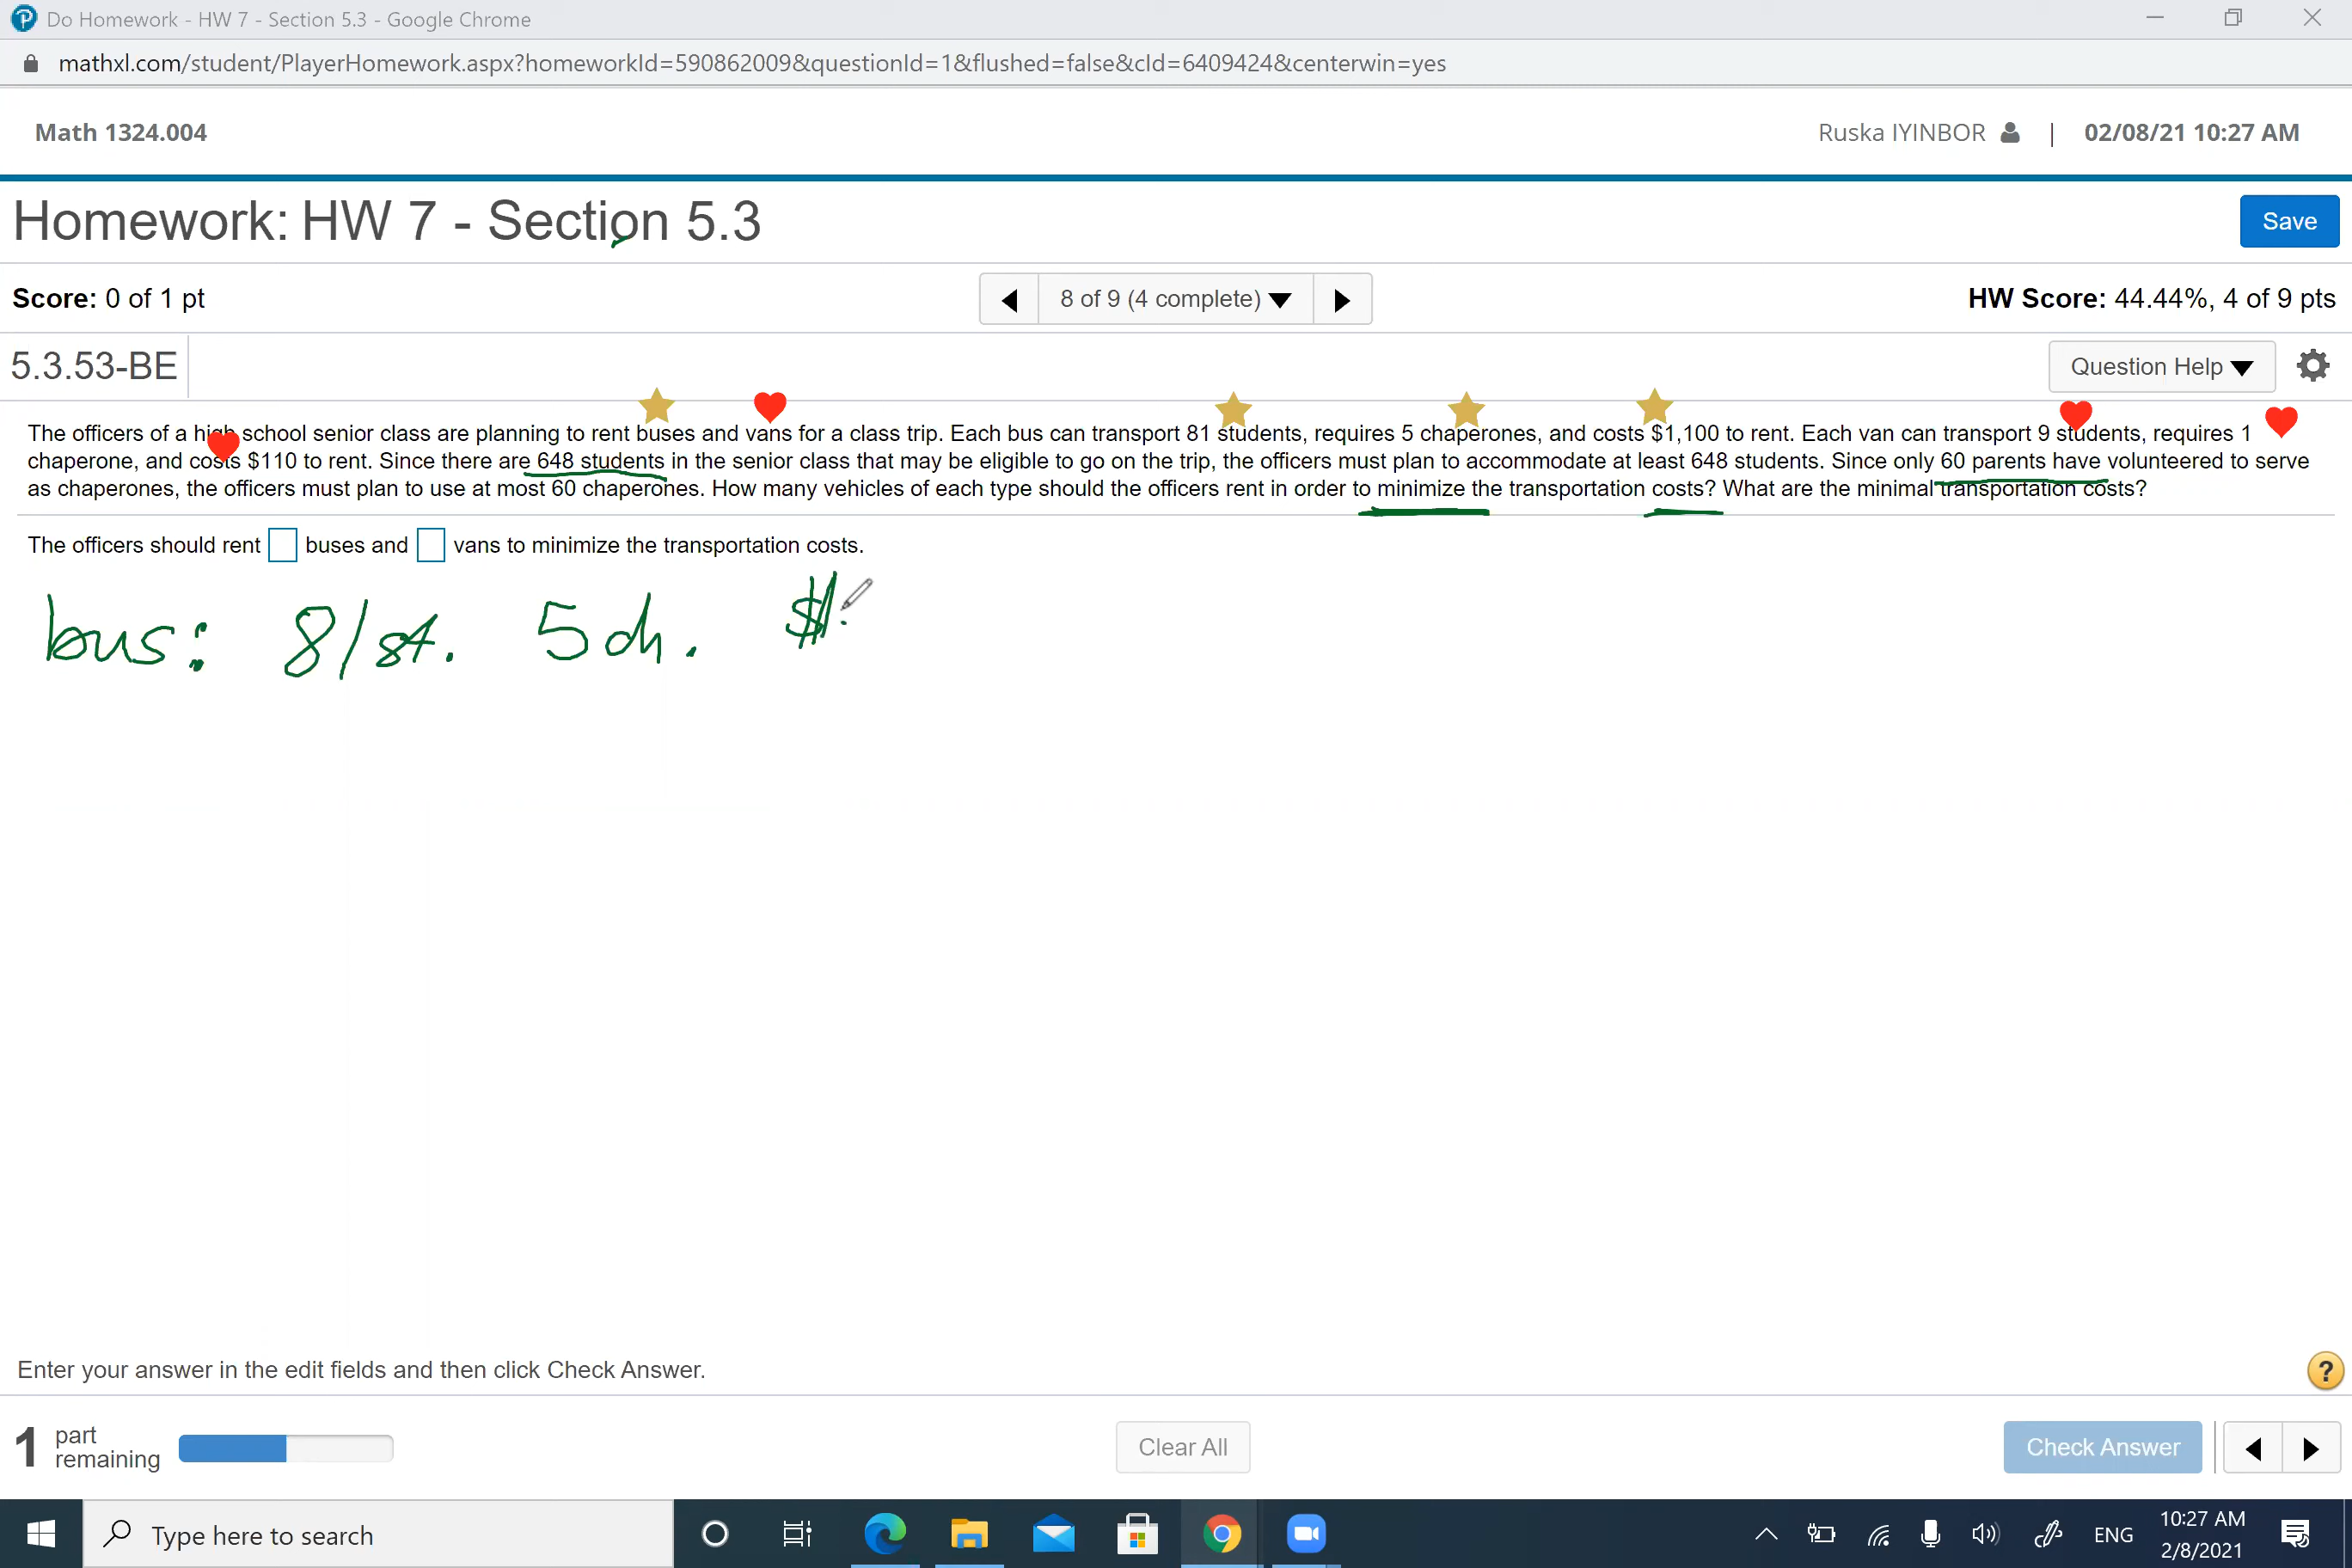 Do Homework - HW 7 - Section 5.3 - Google Chrome
mathxl.com/student/PlayerHomework.aspx?homeworkId=590862009&questionId=1&flushed=false&cId=6409424&centerwin=yes
Math 1324.004
Ruska IYINBOR | 02/08/21 10:27 AM
Homework: HW 7 - Section 5.3
Save
Score: 0 of 1 pt
8 of 9 (4 complete)
HW Score: 44.44%, 4 of 9 pts
5.3.53-BE
Question Help
The officers of a high school senior class are planning to rent buses and vans for a class trip. Each bus can transport 81 students, requires 5 chaperones, and costs $1,100 to rent. Each van can transport 9 students, requires 1
chaperone, and costs $110 to rent. Since there are 648 students in the senior class that may be eligible to go on the trip, the officers must plan to accommodate at least 648 students. Since only 60 parents have volunteered to serve
as chaperones, the officers must plan to use at most 60 chaperones. How many vehicles of each type should the officers rent in order to minimize the transportation costs? What are the minimal transportation costs?
The officers should rent buses and vans to minimize the transportation costs.
bus: 81 st. 5 ch. $1.
Enter your answer in the edit fields and then click Check Answer.
?
1 part remaining
Clear All
Check Answer
Type here to search
ENG
10:27 AM
2/8/2021